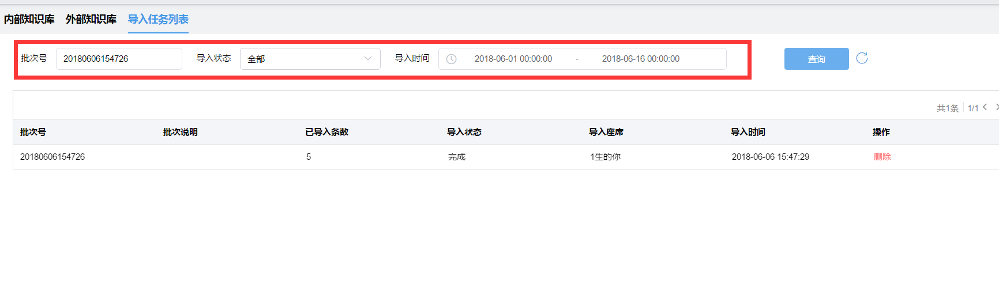 内部知识库 外部知识库 导入任务列表
批次号 20180606154726 导入状态 全部 导入时间 2018-06-01 00:00:00 - 2018-06-16 00:00:00 查询
共1条 1/1
批次号 批次说明 已导入条数 导入状态 导入座席 导入时间 操作
20180606154726 5 完成 1生的你 2018-06-06 15:47:29 删除